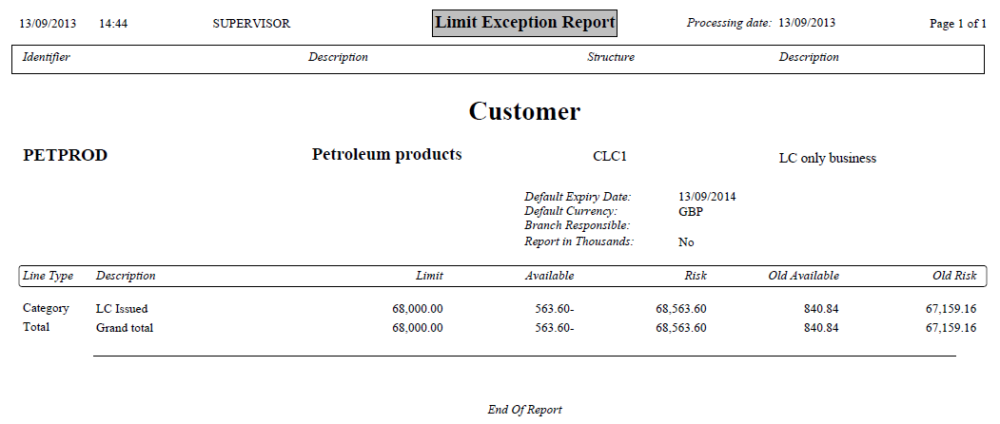 13/09/2013 14:44 SUPERVISOR Limit Exception Report Processing date: 13/09/2013 Page 1 of 1
Identifier Description Structure Description
Customer
PETPROD Petroleum products CLC1 LC only business
Default Expiry Date: 13/09/2014
Default Currency: GBP
Branch Responsible:
Report in Thousands: No
Line Type Description Limit Available Risk Old Available Old Risk
Category LC Issued 68,000.00 563.60- 68,563.60 840.84 67,159.16
Total Grand total 68,000.00 563.60- 68,563.60 840.84 67,159.16
End Of Report